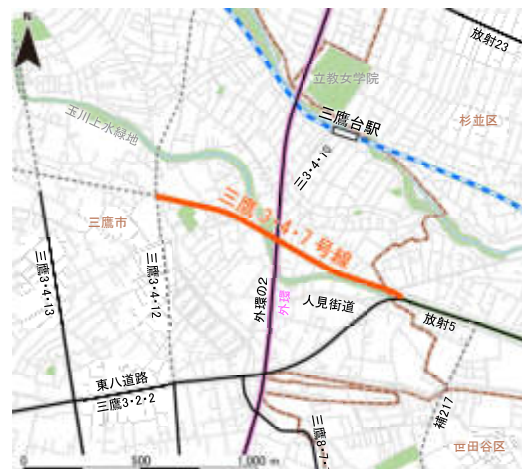 N
放射23
立教女学院
三鷹台駅
杉並区
玉川上水緑地
三3・4・10
三鷹3・4・7号線
三鷹市
三鷹3・4・13
三鷹3・4・12
外環の2
外環
人見街道
放射5
東八道路
三鷹3・2・2
補217
三鷹8・7・
世田谷区
0
500
1,000 m